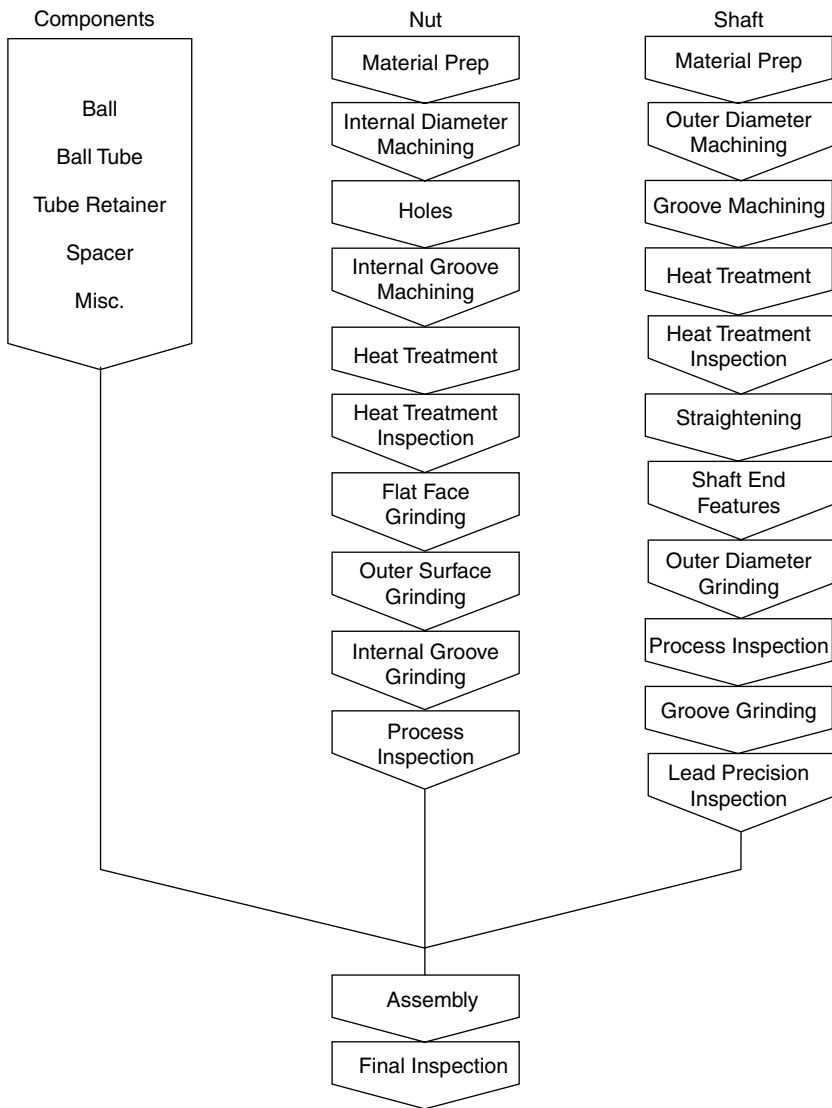 Components
Ball
Ball Tube
Tube Retainer
Spacer
Misc.
Nut
Material Prep
Internal Diameter
Machining
Holes
Internal Groove
Machining
Heat Treatment
Heat Treatment
Inspection
Flat Face
Grinding
Outer Surface
Grinding
Internal Groove
Grinding
Process
Inspection
Shaft
Material Prep
Outer Diameter
Machining
Groove Machining
Heat Treatment
Heat Treatment
Inspection
Straightening
Shaft End
Features
Outer Diameter
Grinding
Process Inspection
Groove Grinding
Lead Precision
Inspection
Assembly
Final Inspection